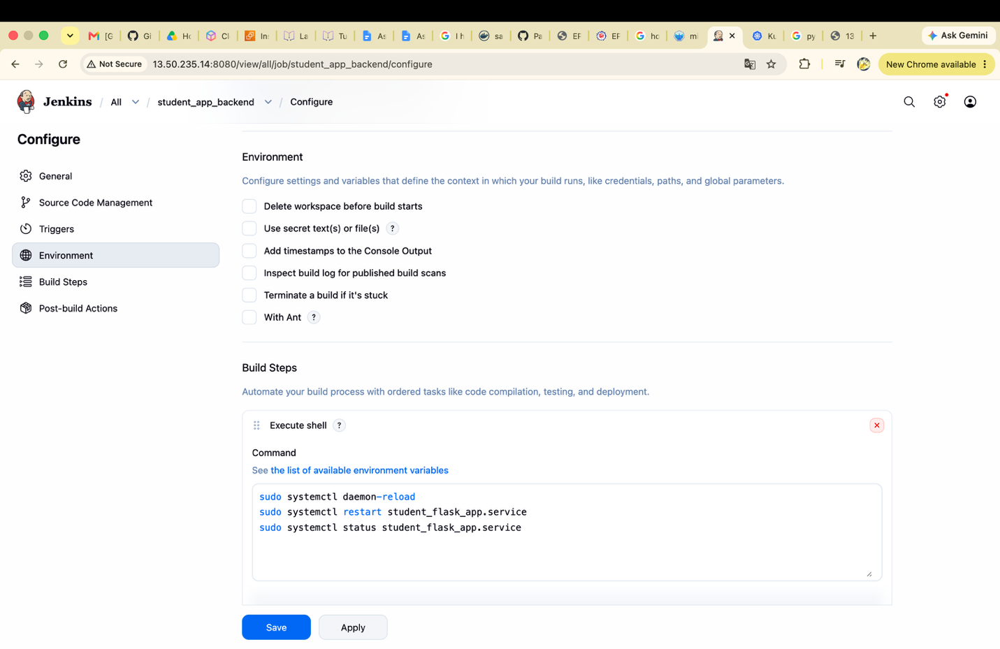 [G
Gi
Ho
Cl
In:
La
Tu
As
As
I h
sa
Pa
EF
EF
ho
mi
Ku
py
13
Ask Gemini
Not Secure
13.50.235.14:8080/view/all/job/student_app_backend/configure
New Chrome available
Jenkins / All / student_app_backend / Configure
Configure
General
Source Code Management
Triggers
Environment
Build Steps
Post-build Actions
Environment
Configure settings and variables that define the context in which your build runs, like credentials, paths, and global parameters.
Delete workspace before build starts
Use secret text(s) or file(s) ?
Add timestamps to the Console Output
Inspect build log for published build scans
Terminate a build if it's stuck
With Ant ?
Build Steps
Automate your build process with ordered tasks like code compilation, testing, and deployment.
Execute shell ?
Command
See the list of available environment variables
sudo systemctl daemon-reload
sudo systemctl restart student_flask_app.service
sudo systemctl status student_flask_app.service
Save
Apply